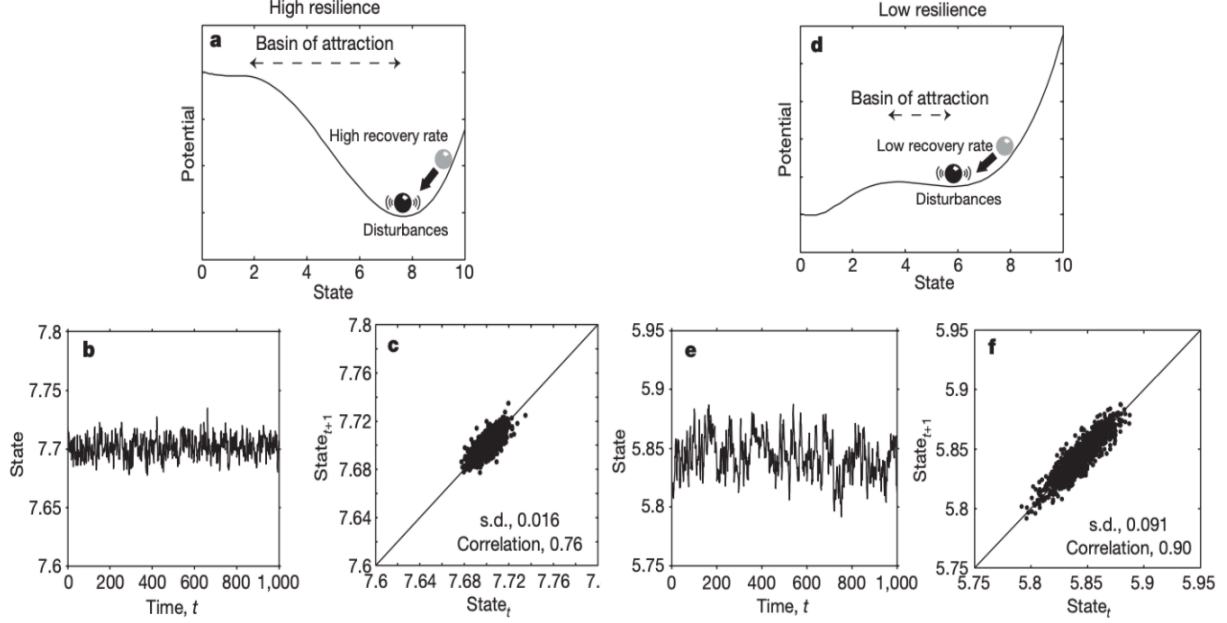 High resilience
a
Basin of attraction
High recovery rate
Disturbances
Potential
0 2 4 6 8 10
State
Low resilience
d
Basin of attraction
Low recovery rate
Disturbances
Potential
0 2 4 6 8 10
State
b
7.8
7.75
7.7
7.65
7.6
State
0 200 400 600 800 1,000
Time, t
c
7.8
7.76
7.72
7.68
7.64
7.6
State t+1
s.d., 0.016
Correlation, 0.76
7.6 7.64 7.68 7.72 7.76 7.
State t
e
5.95
5.9
5.85
5.8
5.75
State
0 200 400 600 800 1,000
Time, t
f
5.95
5.9
5.85
5.8
5.75
State t+1
s.d., 0.091
Correlation, 0.90
5.75 5.8 5.85 5.9 5.95
State t